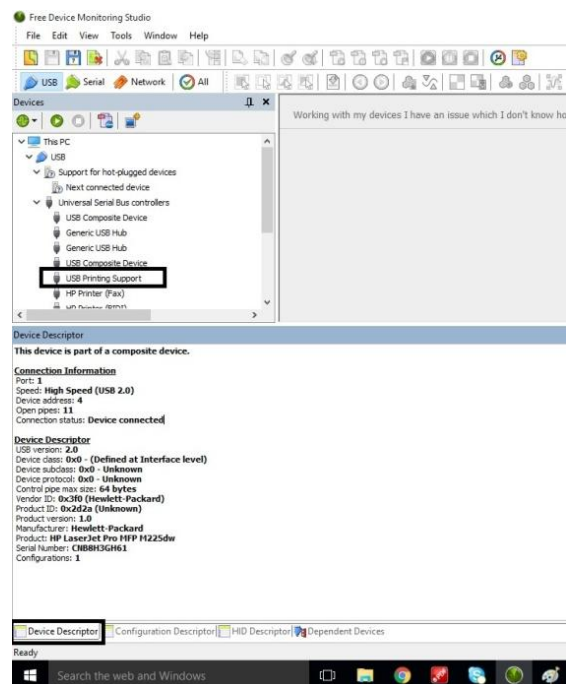 Free Device Monitoring Studio
File Edit View Tools Window Help
USB Serial Network All
Devices
Working with my devices I have an issue which I don't know ho
This PC
USB
Support for hot-plugged devices
Next connected device
Universal Serial Bus controllers
USB Composite Device
Generic USB Hub
Generic USB Hub
USB Composite Device
USB Printing Support
HP Printer (Fax)
HP Printer (BIDI)
Device Descriptor
This device is part of a composite device.
Connection Information
Port: 1
Speed: High Speed (USB 2.0)
Device address: 4
Open pipes: 11
Connection status: Device connected
Device Descriptor
USB version: 2.0
Device class: 0x0 - (Defined at Interface level)
Device subclass: 0x0 - Unknown
Device protocol: 0x0 - Unknown
Control pipe max size: 64 bytes
Vendor ID: 0x3f0 (Hewlett-Packard)
Product ID: 0x2d2a (Unknown)
Product version: 1.0
Manufacturer: Hewlett-Packard
Product: HP LaserJet Pro MFP M225dw
Serial Number: CNB8H3GH61
Configurations: 1
Device Descriptor Configuration Descriptor HID Descriptor Dependent Devices
Ready
Search the web and Windows